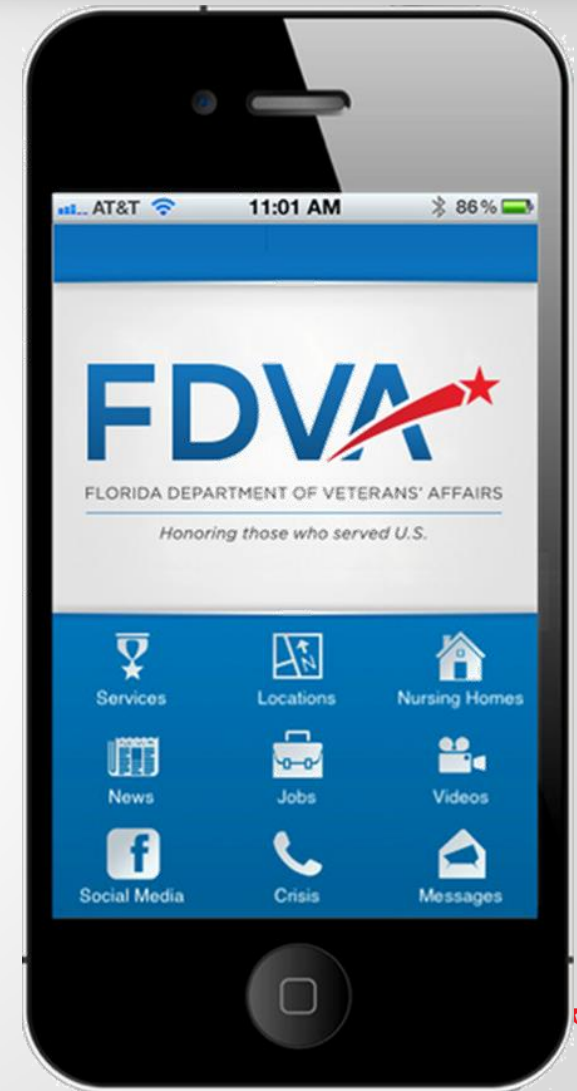 AT&T 11:01 AM 86%
FDVA
FLORIDA DEPARTMENT OF VETERANS' AFFAIRS
Honoring those who served U.S.
Services Locations Nursing Homes
N
News Jobs Videos
f
Social Media Crisis Messages